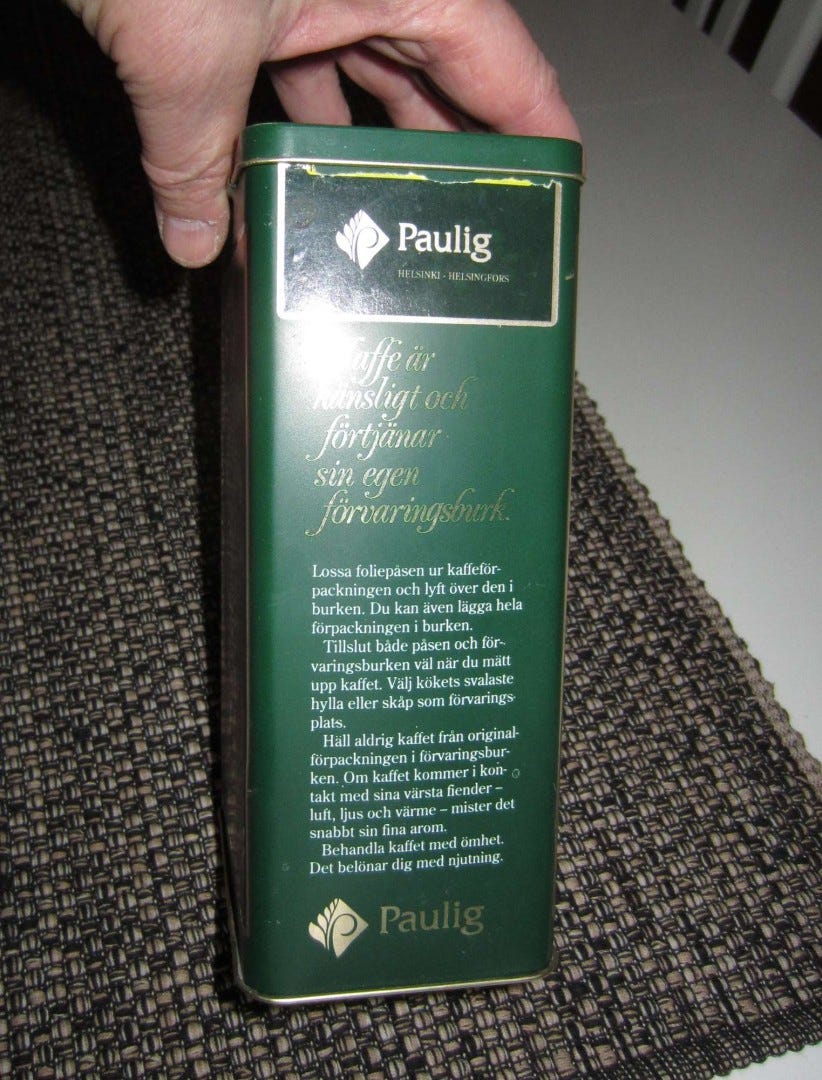 Paulig
HELSINKI - HELSINGFORS
Kaffe är
känsligt och
förtjänar
sin egen
förvaringsburk.
Lossa foliepåsen ur kaffeför-
packningen och lyft över den i
burken. Du kan även lägga hela
förpackningen i burken.
Tillslut både påsen och för-
varingsburken väl när du mätt
upp kaffet. Välj kökets svalaste
hylla eller skåp som förvarings-
plats.
Häll aldrig kaffet från original-
förpackningen i förvaringsbur-
ken. Om kaffet kommer i kon-
takt med sina värsta fiender –
luft, ljus och värme – mister det
snabbt sin fina arom.
Behandla kaffet med ömhet.
Det belönar dig med njutning.
Paulig